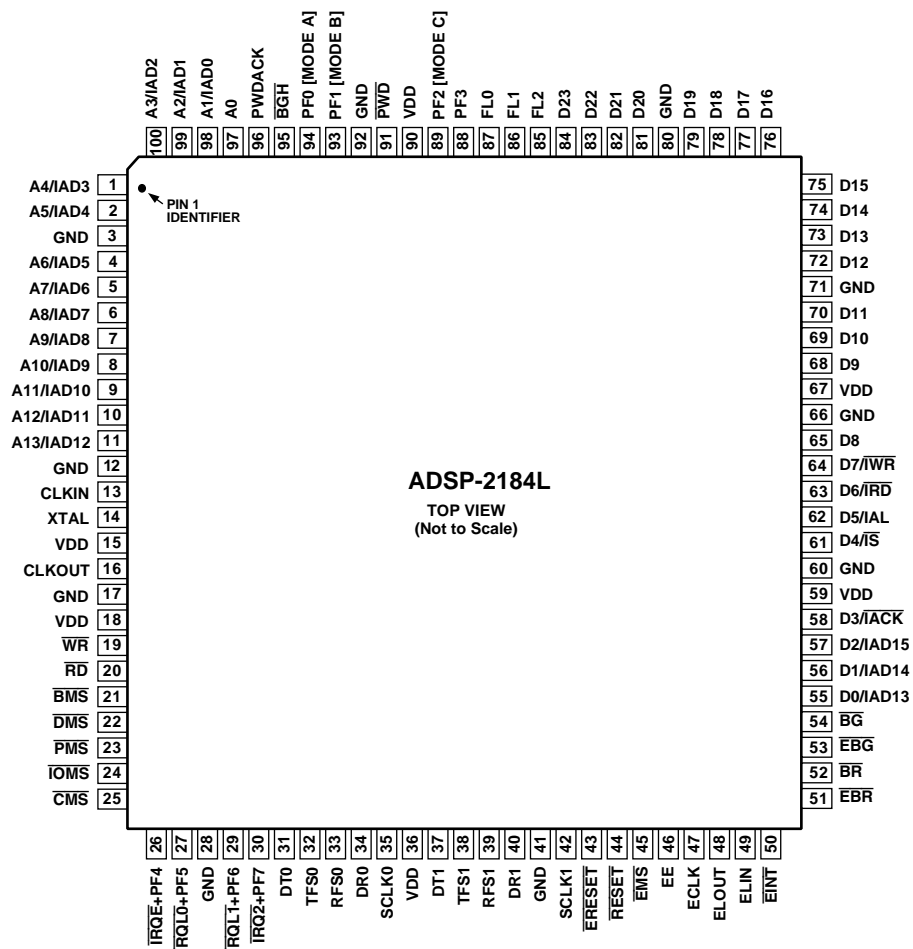 A3/IAD2
A2/IAD1
A1/IAD0
A0
PWDACK
BGH
PF0 [MODE A]
PF1 [MODE B]
GND
PWD
VDD
PF2 [MODE C]
PF3
FL0
FL1
FL2
D23
D22
D21
D20
GND
D19
D18
D17
D16
100
99
98
97
96
95
94
93
92
91
90
89
88
87
86
85
84
83
82
81
80
79
78
77
76
A4/IAD3 1
A5/IAD4 2
GND 3
A6/IAD5 4
A7/IAD6 5
A8/IAD7 6
A9/IAD8 7
A10/IAD9 8
A11/IAD10 9
A12/IAD11 10
A13/IAD12 11
GND 12
CLKIN 13
XTAL 14
VDD 15
CLKOUT 16
GND 17
VDD 18
WR 19
RD 20
BMS 21
DMS 22
PMS 23
IOMS 24
CMS 25
PIN 1
IDENTIFIER
ADSP-2184L
TOP VIEW
(Not to Scale)
75 D15
74 D14
73 D13
72 D12
71 GND
70 D11
69 D10
68 D9
67 VDD
66 GND
65 D8
64 D7/IWR
63 D6/IRD
62 D5/IAL
61 D4/IS
60 GND
59 VDD
58 D3/IACK
57 D2/IAD15
56 D1/IAD14
55 D0/IAD13
54 BG
53 EBG
52 BR
51 EBR
26
27
28
29
30
31
32
33
34
35
36
37
38
39
40
41
42
43
44
45
46
47
48
49
50
IRQE+PF4
RQL0+PF5
GND
RQL1+PF6
IRQ2+PF7
DT0
TFS0
RFS0
DR0
SCLK0
VDD
DT1
TFS1
RFS1
DR1
GND
SCLK1
ERESET
RESET
EMS
EE
ECLK
ELOUT
ELIN
EINT